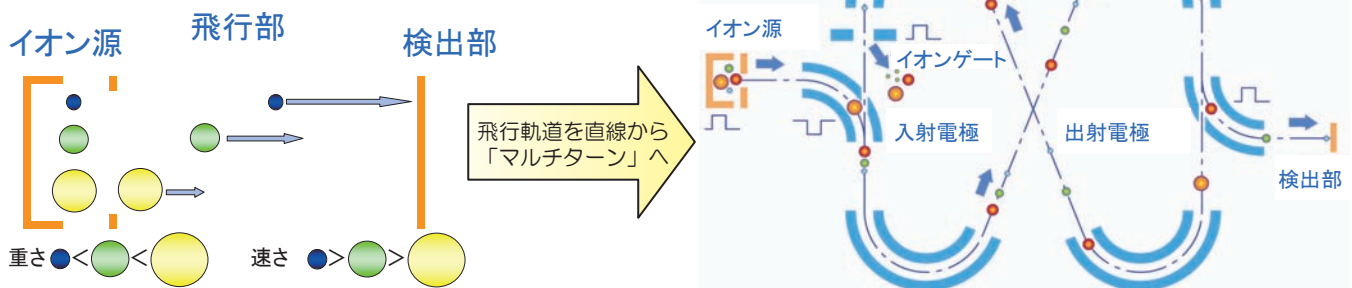 イオン源
飛行部
検出部
重さ < <
速さ > >
飛行軌道を直線から
「マルチターン」へ
イオン源
イオンゲート
入射電極
出射電極
検出部